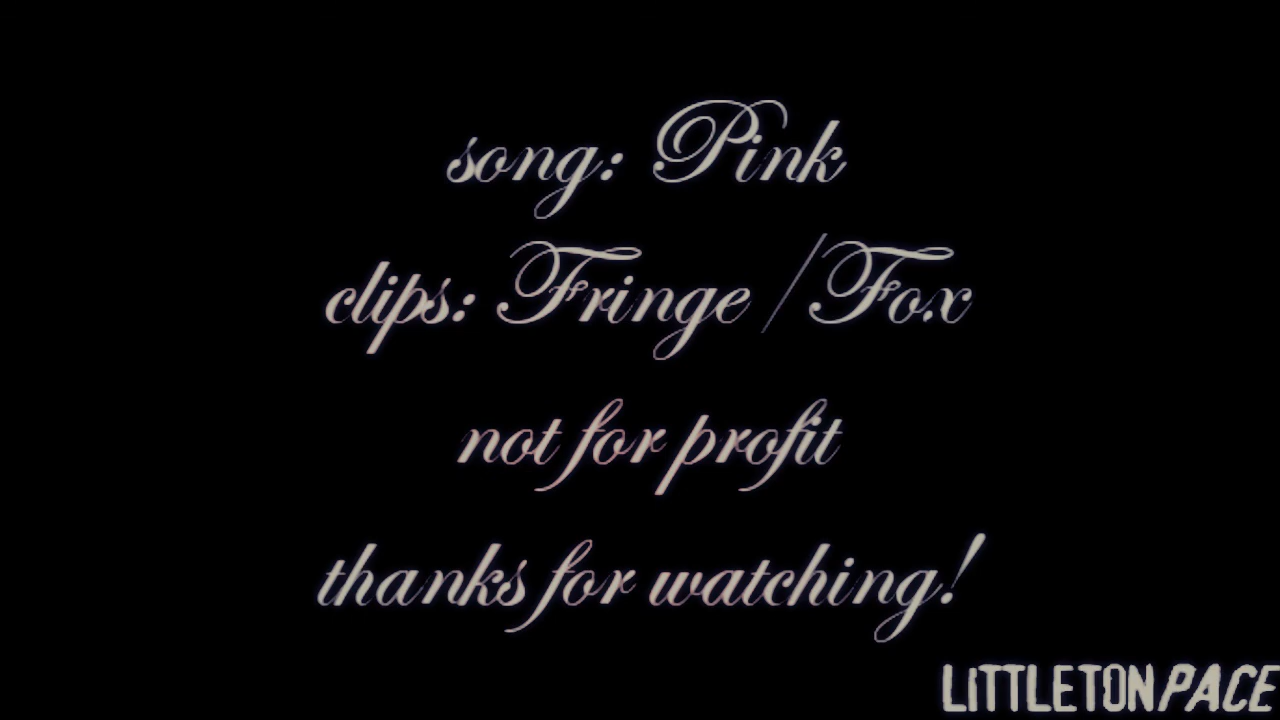 song: Pink
clips: Fringe/Fox
not for profit
thanks for watching!
LiTTLETONPACE